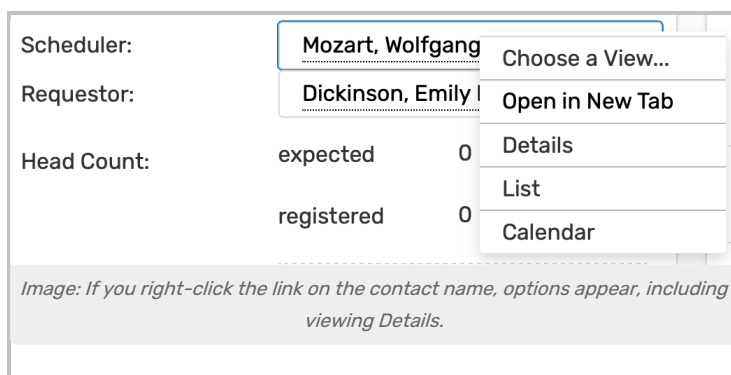 Scheduler: Mozart, Wolfgang
Choose a View...
Requestor: Dickinson, Emily
Open in New Tab
Head Count: expected 0
Details
List
registered 0
Calendar
Image: If you right-click the link on the contact name, options appear, including
viewing Details.